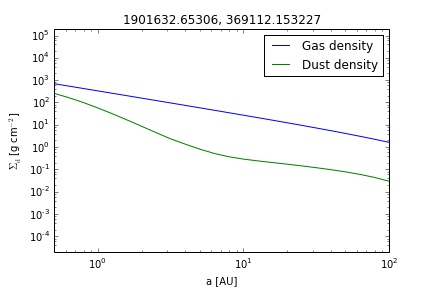 1901632.65306, 369112.153227
Gas density
Dust density
10^5
10^4
10^3
10^2
10^1
10^0
10^-1
10^-2
10^-3
10^-4
Σ_d [g cm^-2]
10^0 10^1 10^2
a [AU]